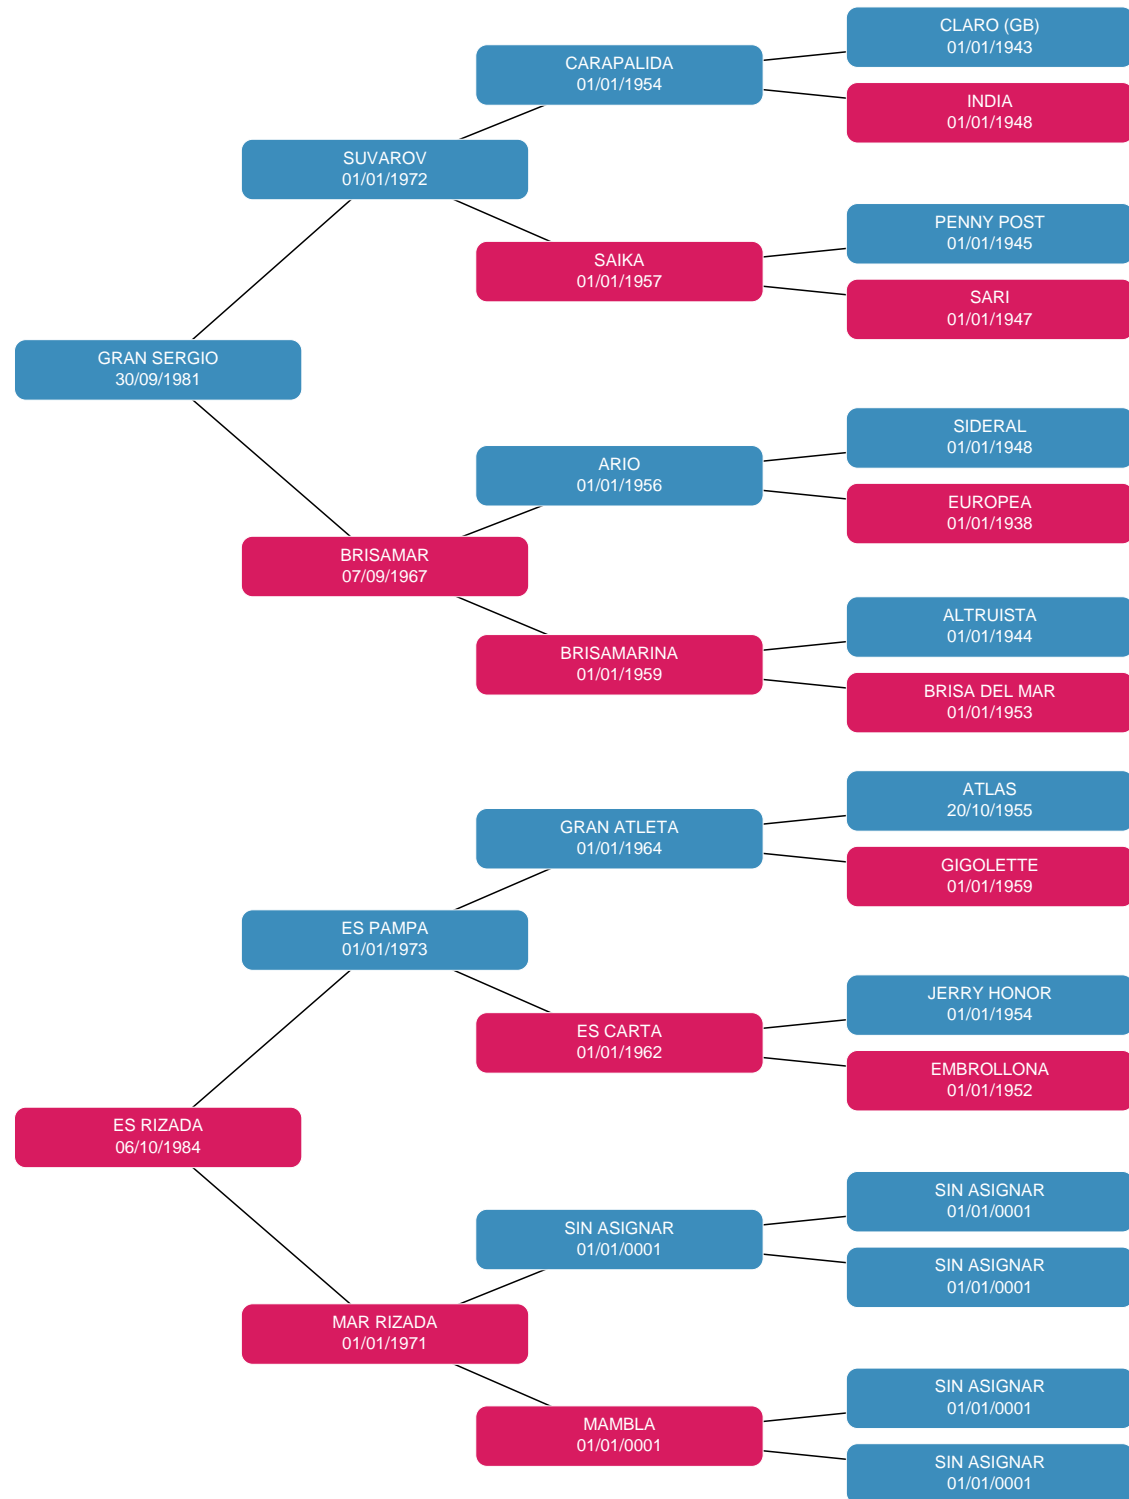 CLARO (GB)
01/01/1943
CARAPALIDA
01/01/1954
INDIA
01/01/1948
SUVAROV
01/01/1972
PENNY POST
01/01/1945
SAIKA
01/01/1957
SARI
01/01/1947
GRAN SERGIO
30/09/1981
SIDERAL
01/01/1948
ARIO
01/01/1956
EUROPEA
01/01/1938
BRISAMAR
07/09/1967
ALTRUISTA
01/01/1944
BRISAMARINA
01/01/1959
BRISA DEL MAR
01/01/1953
ATLAS
20/10/1955
GRAN ATLETA
01/01/1964
GIGOLETTE
01/01/1959
ES PAMPA
01/01/1973
JERRY HONOR
01/01/1954
ES CARTA
01/01/1962
EMBROLLONA
01/01/1952
ES RIZADA
06/10/1984
SIN ASIGNAR
01/01/0001
SIN ASIGNAR
01/01/0001
SIN ASIGNAR
01/01/0001
MAR RIZADA
01/01/1971
SIN ASIGNAR
01/01/0001
MAMBLA
01/01/0001
SIN ASIGNAR
01/01/0001